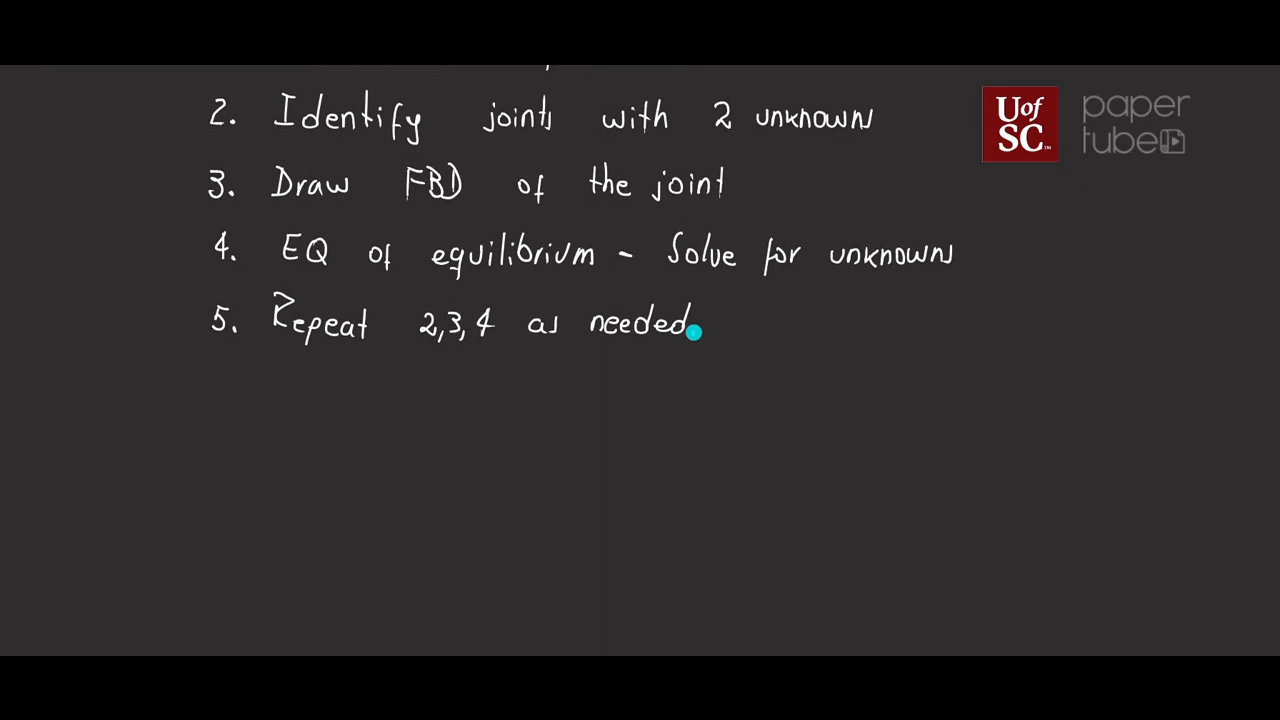 2. Identify joints with 2 unknowns
3. Draw FBD of the joint
4. EQ of equilibrium - Solve for unknowns
5. Repeat 2,3,4 as needed
UofSC™
paper tube